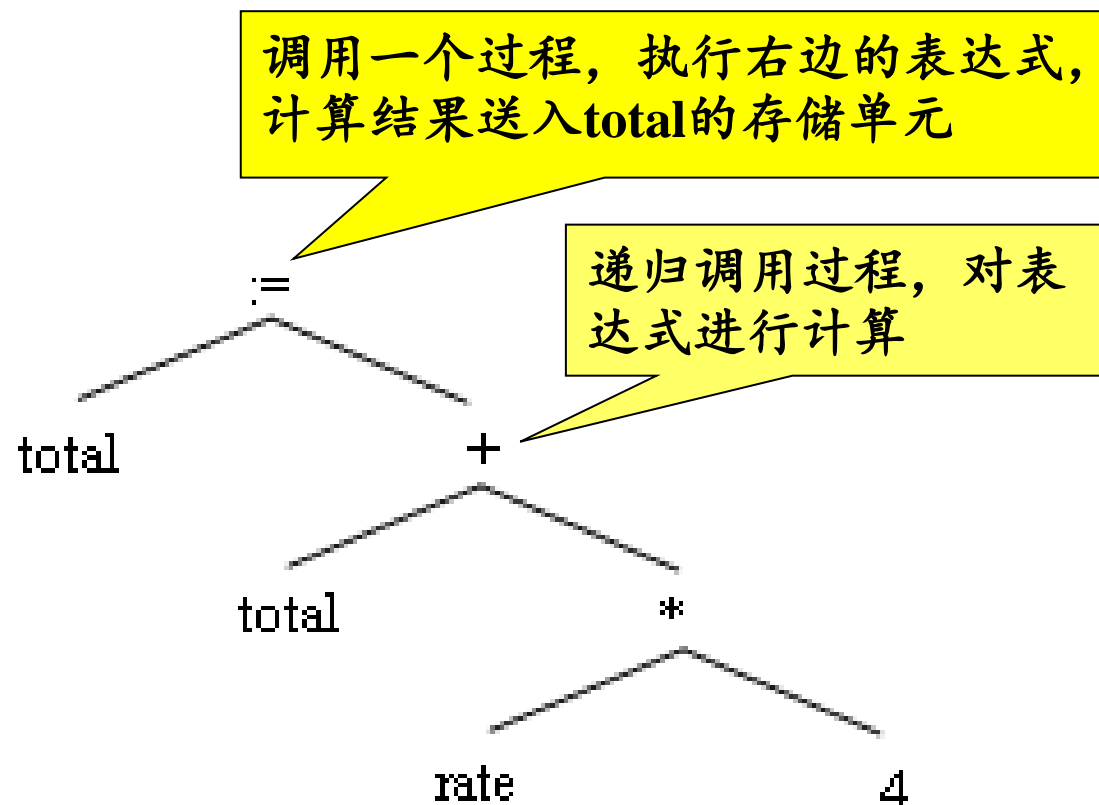 调用一个过程，执行右边的表达式，
计算结果送入total的存储单元
:=
递归调用过程，对表
达式进行计算
total
+
total
*
rate
4